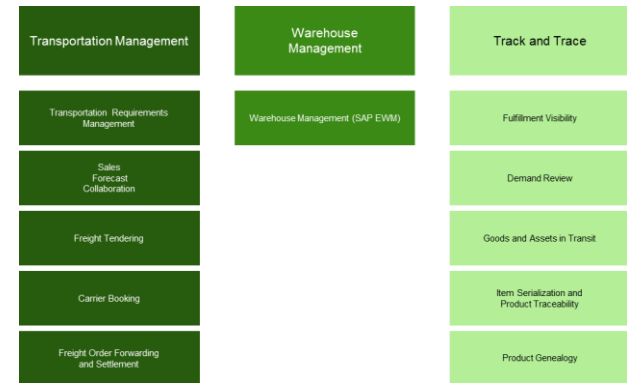 Transportation Management
Warehouse
Management
Track and Trace
Transportation Requirements
Management
Warehouse Management (SAP EWM)
Fulfillment Visibility
Sales
Forecast
Collaboration
Demand Review
Freight Tendering
Goods and Assets in Transit
Carrier Booking
Item Serialization and
Product Traceability
Freight Order Forwarding
and Settlement
Product Genealogy